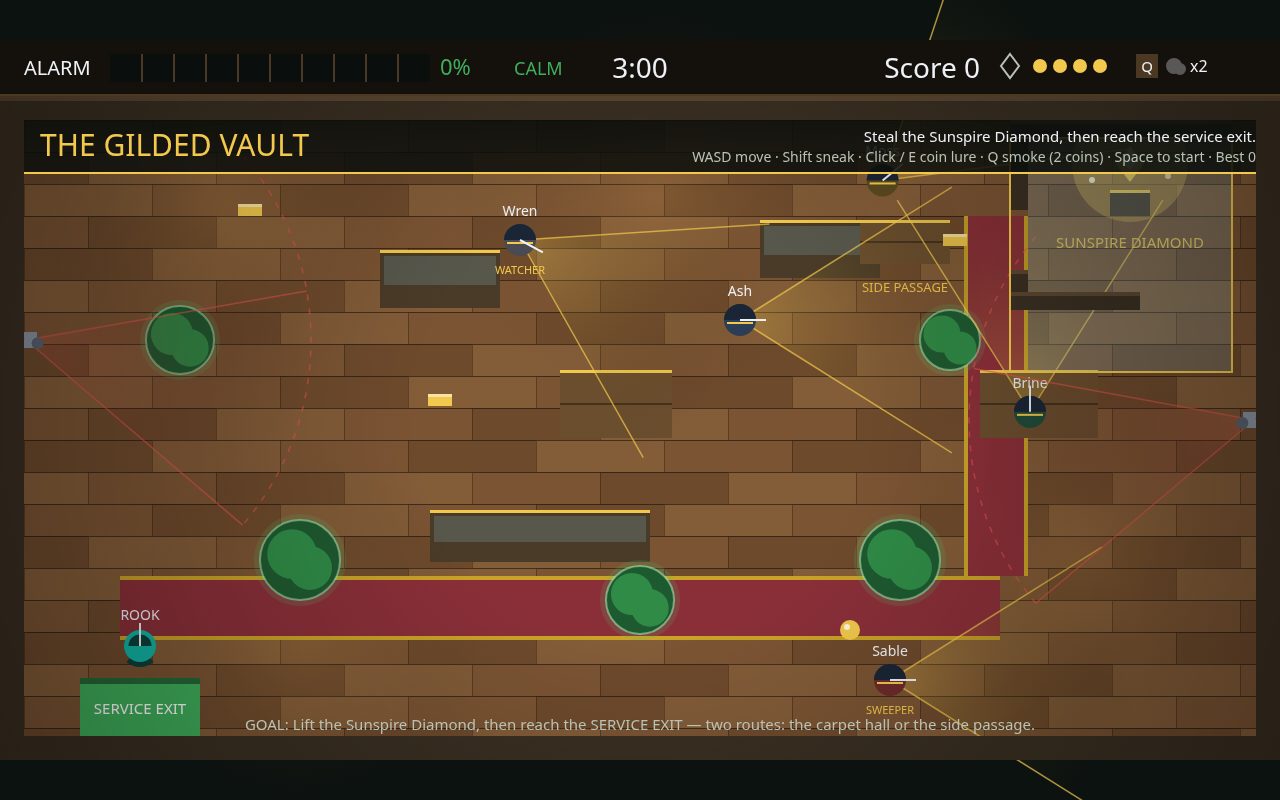 ALARM 0% CALM 3:00 Score 0 Q x2
THE GILDED VAULT
Steal the Sunspire Diamond, then reach the service exit.
WASD move · Shift sneak · Click / E coin lure · Q smoke (2 coins) · Space to start · Best 0
Wren
WATCHER
SUNSPIRE DIAMOND
Ash
SIDE PASSAGE
Brine
ROOK
Sable
SERVICE EXIT
SWEEPER
GOAL: Lift the Sunspire Diamond, then reach the SERVICE EXIT — two routes: the carpet hall or the side passage.